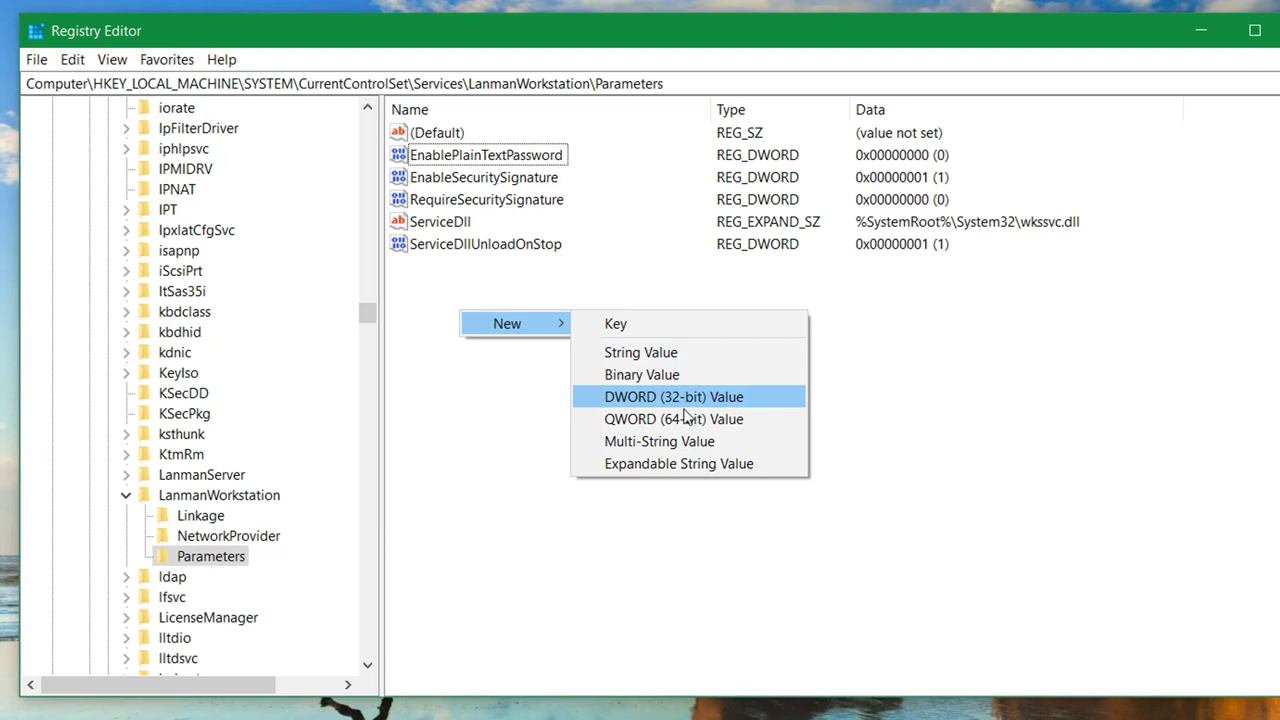 Registry Editor
File Edit View Favorites Help
Computer\HKEY_LOCAL_MACHINE\SYSTEM\CurrentControlSet\Services\LanmanWorkstation\Parameters
iorate
IpFilterDriver
iphlpsvc
IPMIDRV
IPNAT
IPT
IpxlatCfgSvc
isapnp
iScsiPrt
ItSas35i
kbdclass
kbdhid
kdnic
KeyIso
KSecDD
KSecPkg
ksthunk
KtmRm
LanmanServer
LanmanWorkstation
Linkage
NetworkProvider
Parameters
ldap
lfsvc
LicenseManager
lltdio
lltdsvc
Name Type Data
(Default) REG_SZ (value not set)
EnablePlainTextPassword REG_DWORD 0x00000000 (0)
EnableSecuritySignature REG_DWORD 0x00000001 (1)
RequireSecuritySignature REG_DWORD 0x00000000 (0)
ServiceDll REG_EXPAND_SZ %SystemRoot%\System32\wkssvc.dll
ServiceDllUnloadOnStop REG_DWORD 0x00000001 (1)
New
Key
String Value
Binary Value
DWORD (32-bit) Value
QWORD (64-bit) Value
Multi-String Value
Expandable String Value